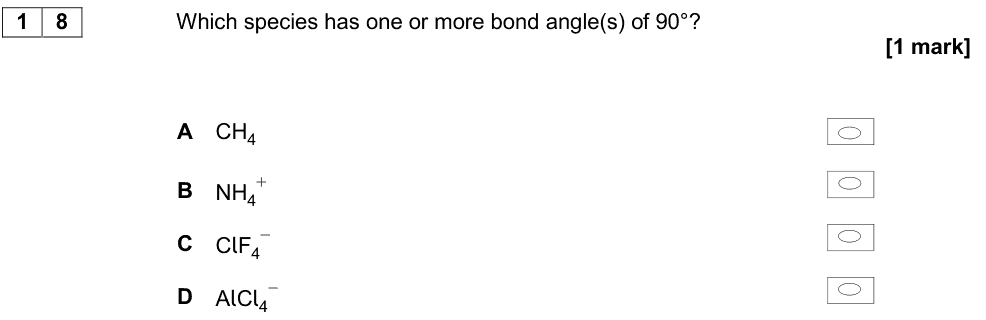 1 8 Which species has one or more bond angle(s) of 90°?
[1 mark]
A CH₄
B NH₄⁺
C ClF₄⁻
D AlCl₄⁻